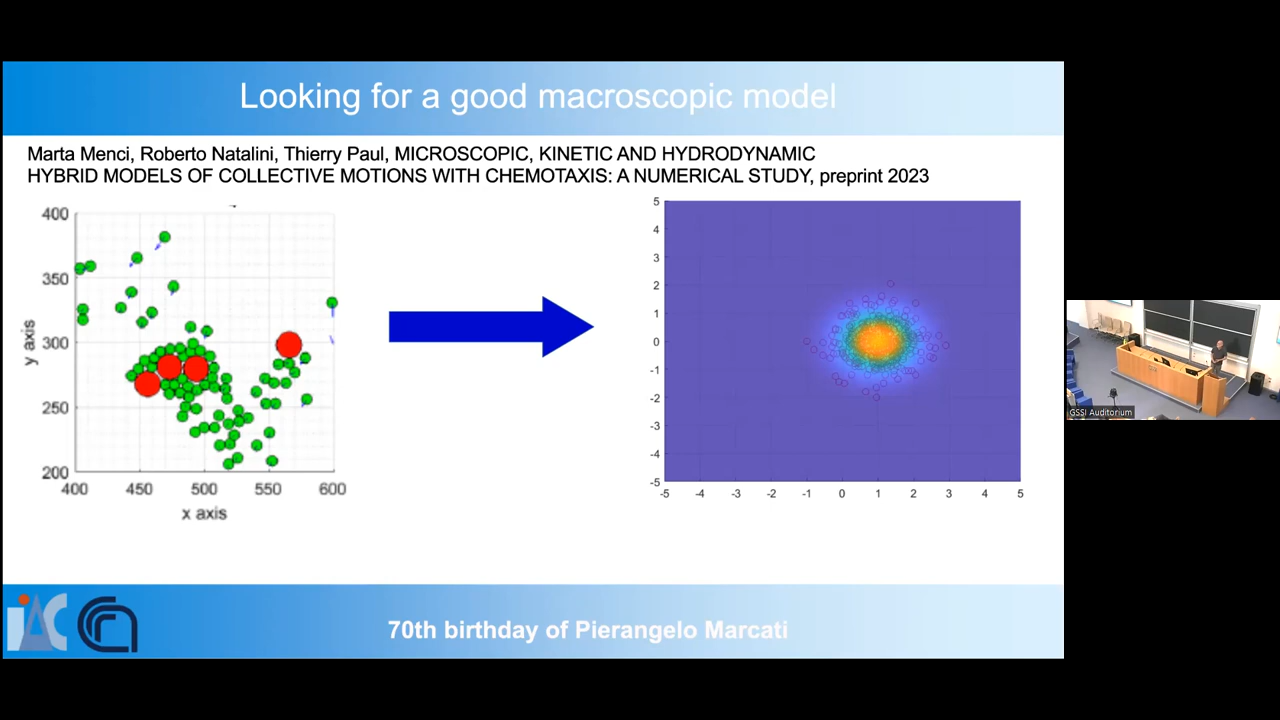 Looking for a good macroscopic model
Marta Menci, Roberto Natalini, Thierry Paul, MICROSCOPIC, KINETIC AND HYDRODYNAMIC
HYBRID MODELS OF COLLECTIVE MOTIONS WITH CHEMOTAXIS: A NUMERICAL STUDY, preprint 2023
400
350
300
250
200
y axis
400 450 500 550 600
x axis
5
4
3
2
1
0
-1
-2
-3
-4
-5
-5 -4 -3 -2 -1 0 1 2 3 4 5
GSSI Auditorium
iAC
70th birthday of Pierangelo Marcati